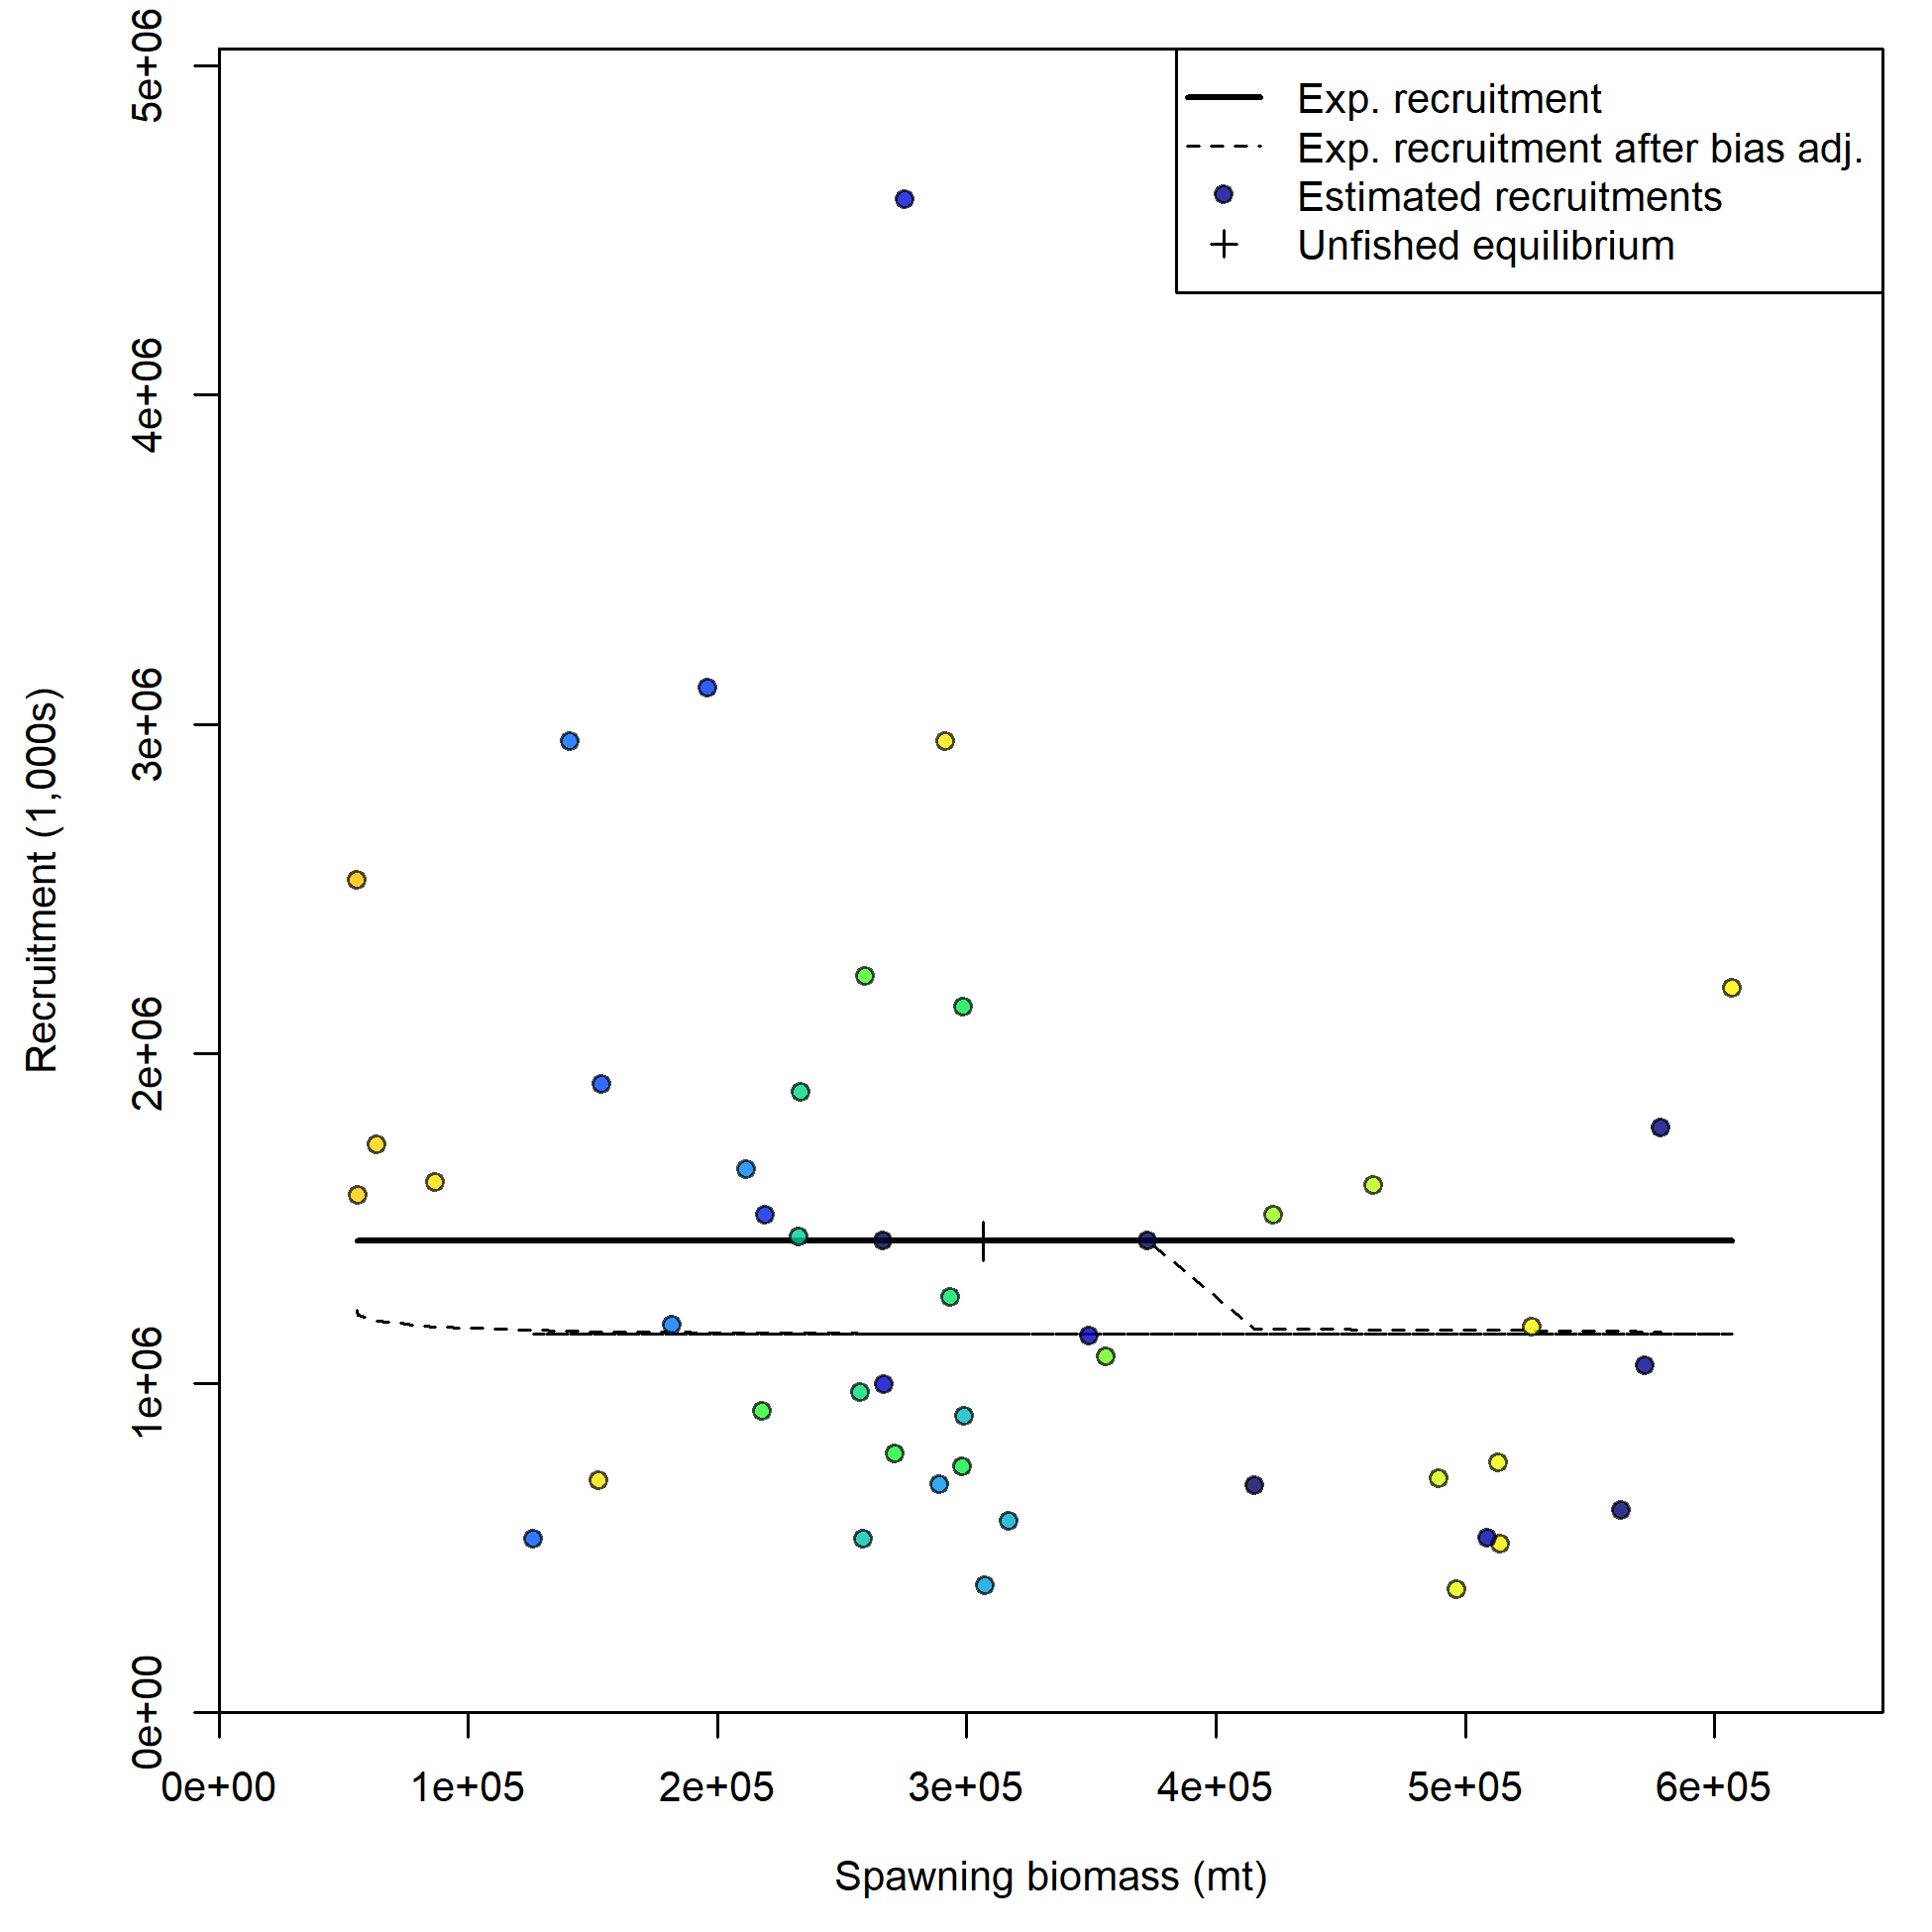 Exp. recruitment
Exp. recruitment after bias adj.
Estimated recruitments
Unfished equilibrium
5e+06
4e+06
3e+06
2e+06
1e+06
0e+00
Recruitment (1,000s)
0e+00 1e+05 2e+05 3e+05 4e+05 5e+05 6e+05
Spawning biomass (mt)